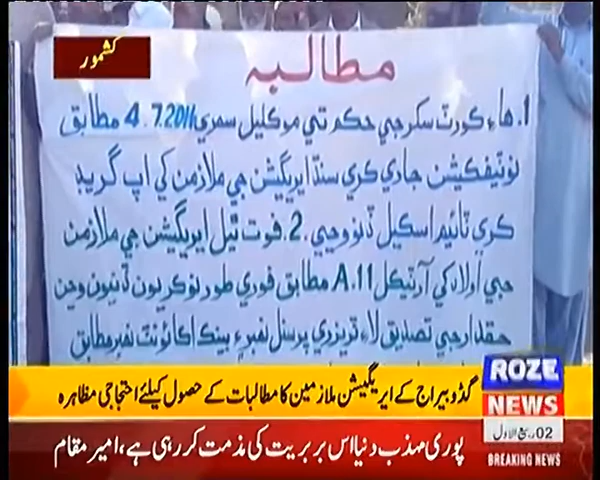 کشمور
مطالبہ
1. هاءِ ڪورٽ سکر جي حڪم تي موڪليل سمري 4.7.2011 مطابق
نوٽيفڪيشن جاري ڪري سنڌ ايريگيشن جي ملازمن کي اپ گريڊ
ڪري ٽائيم اسڪيل ڏنو وڃي. 2. فوت ٿيل ايريگيشن جي ملازمن
جي اولاد کي آرٽيڪل 11.A مطابق فوري طور نوڪريون ڏنيون وڃن
حقدار جي تصديق لاءِ ٽريزري پرسنل نمبر ۽ بينڪ اڪائونٽ نمبر مطابق
گڈو بیراج کے ایریگیشن ملازمین کا مطالبات کے حصول کیلئے احتجاجی مظاہرہ
ROZE
NEWS
02 ربیع الاول
پوری مہذب دنیا اس بربریت کی مذمت کر رہی ہے، امیر مقام
BREAKING NEWS